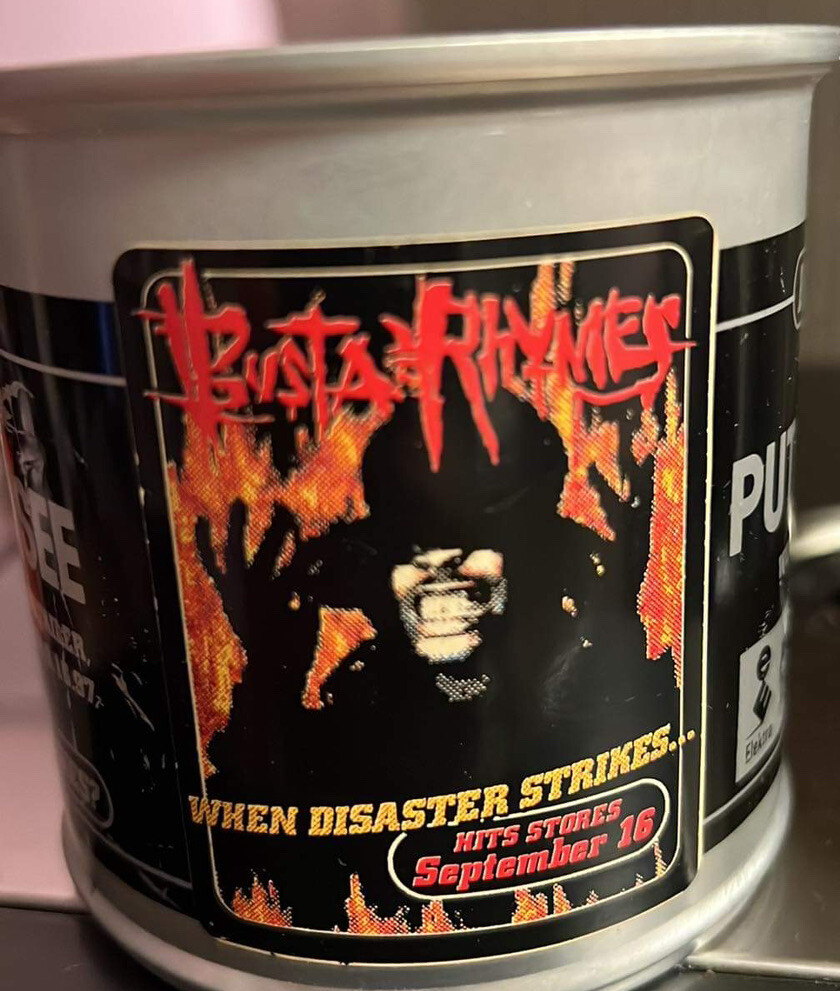 BUSTA RHYMES
WHEN DISASTER STRIKES...
HITS STORES
September 16
SEE
PUT
Elektra